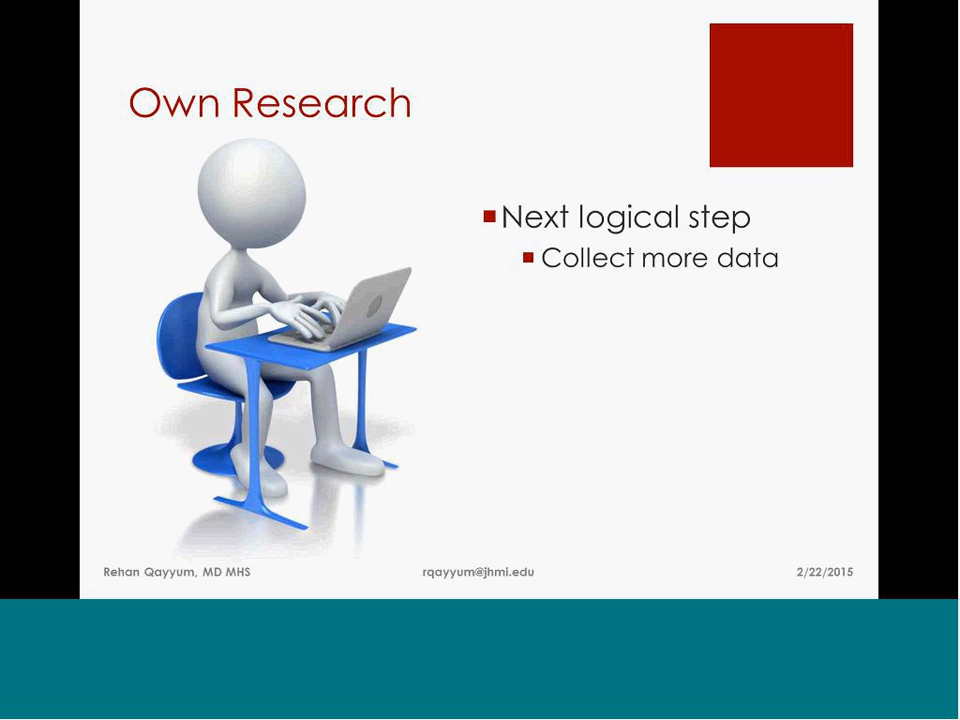 Own Research
Next logical step
Collect more data
Rehan Qayyum, MD MHS
rqayyum@jhmi.edu
2/22/2015